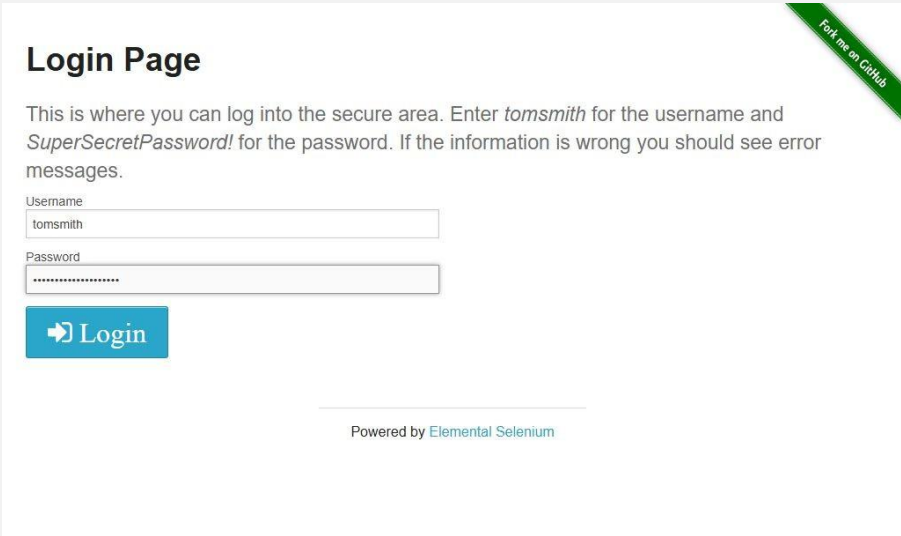 Fork me on GitHub
Login Page
This is where you can log into the secure area. Enter tomsmith for the username and
SuperSecretPassword! for the password. If the information is wrong you should see error
messages.
Username
tomsmith
Password
••••••••••••••••••••
Login
Powered by Elemental Selenium